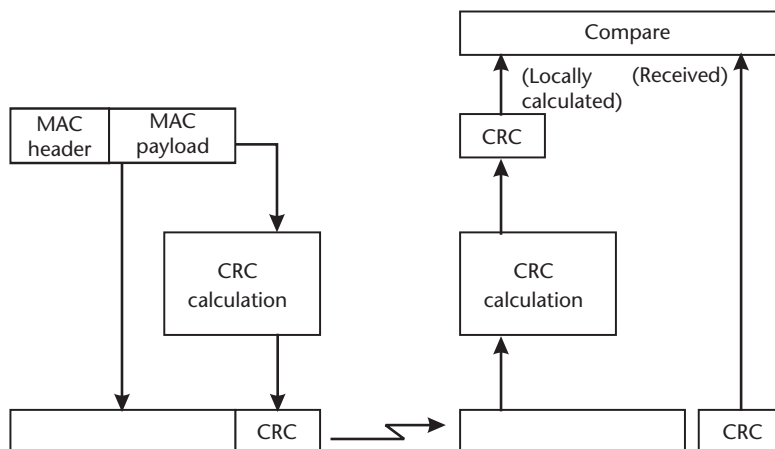 Compare
(Locally
calculated)
(Received)
MAC
header
MAC
payload
CRC
CRC
calculation
CRC
calculation
CRC
CRC